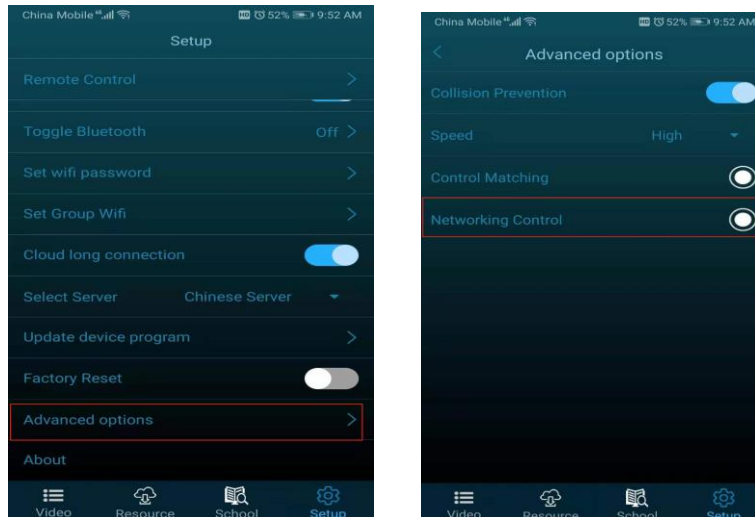 China Mobile 52% 9:52 AM
Setup
Remote Control
Toggle Bluetooth Off
Set wifi password
Set Group Wifi
Cloud long connection
Select Server Chinese Server
Update device program
Factory Reset
Advanced options
About
Video Resource School Setup
China Mobile 52% 9:52 AM
Advanced options
Collision Prevention
Speed High
Control Matching
Networking Control
Video Resource School Setup